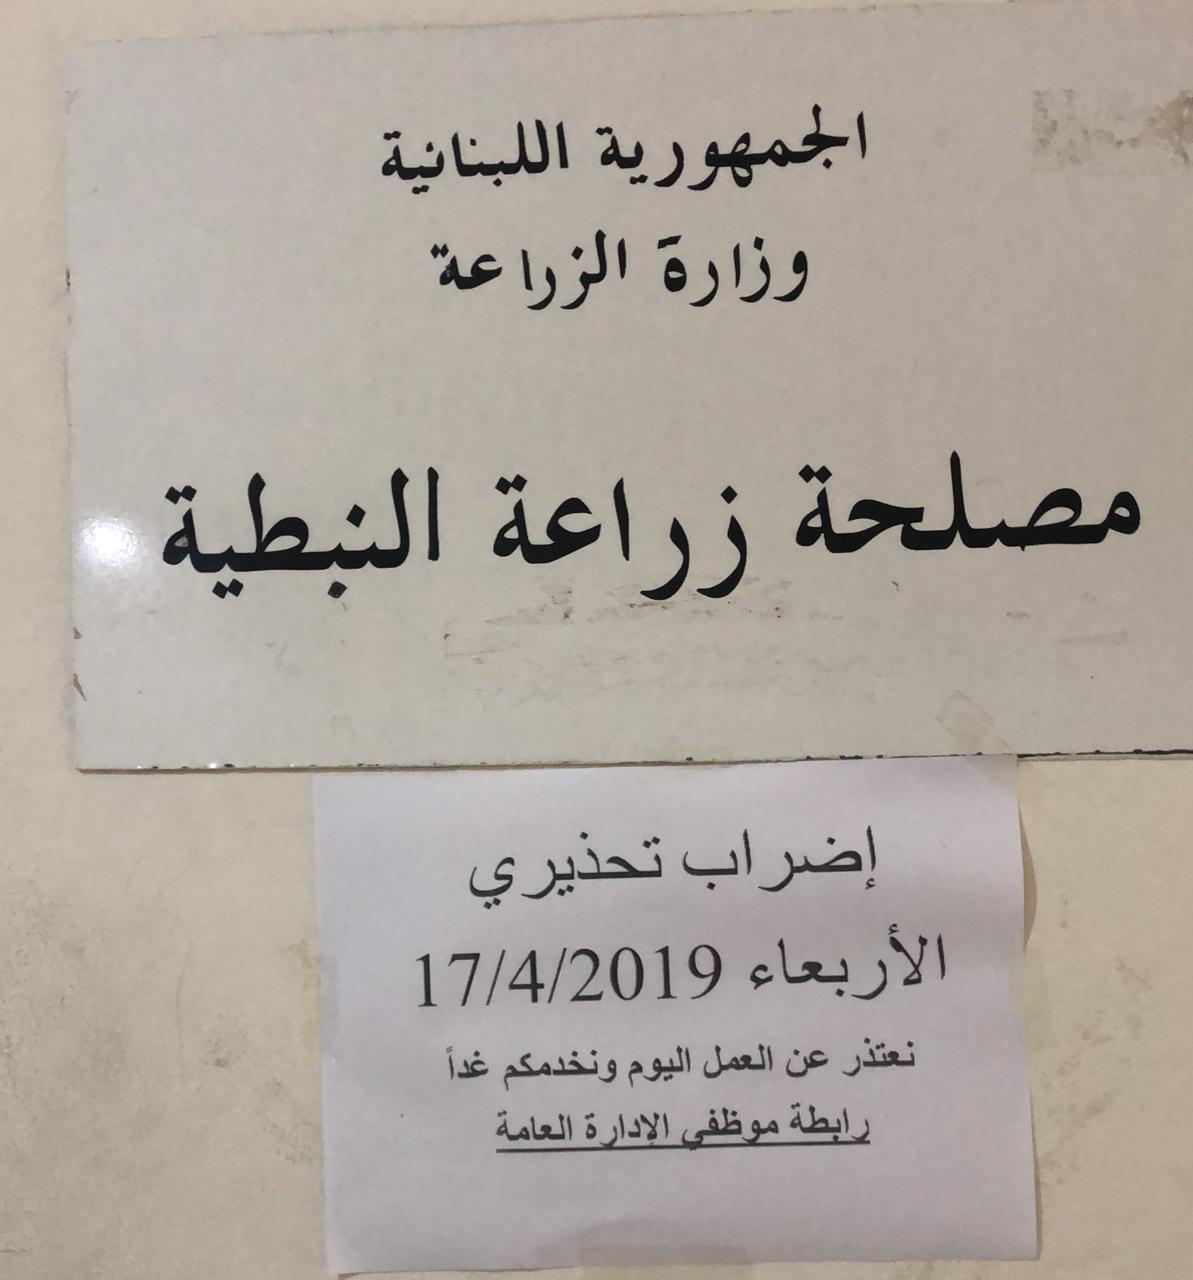 الجمهورية اللبنانية
وزارة الزراعة
مصلحة زراعة النبطية
إضراب تحذيري
الأربعاء 17/4/2019
نعتذر عن العمل اليوم ونخدمكم غداً
رابطة موظفي الإدارة العامة